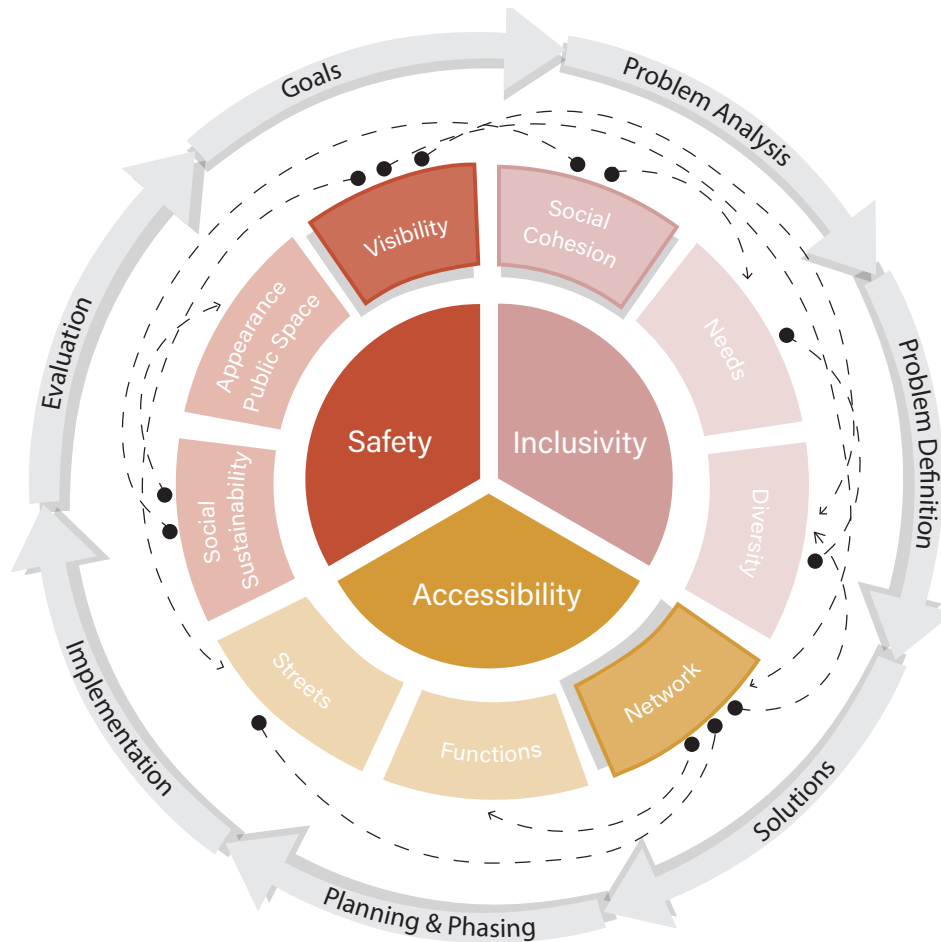 Goals
Problem Analysis
Problem Definition
Solutions
Planning & Phasing
Implementation
Evaluation
Visibility
Social
Cohesion
Needs
Diversity
Network
Functions
Streets
Social
Sustainability
Appearance
Public Space
Safety
Inclusivity
Accessibility